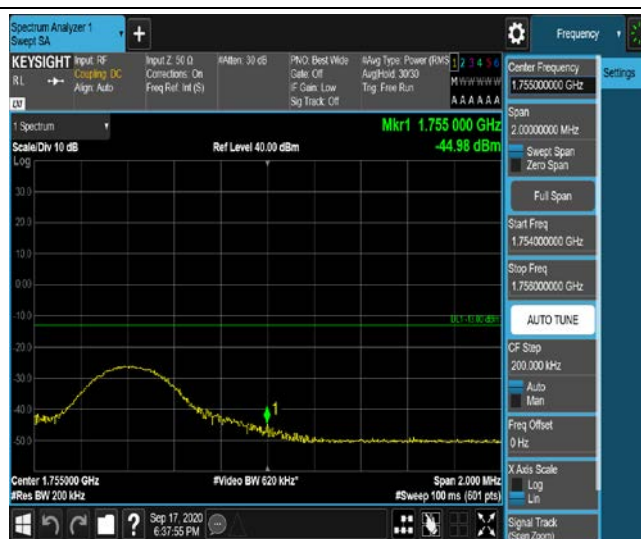 Spectrum Analyzer 1
Swept SA
+
Frequency
KEYSIGHT
RL
Input: RF
Coupling: DC
Align: Auto
Input Z: 50 Ω
Corrections: On
Freq Ref: Int (S)
#Atten: 30 dB
PNO: Best Wide
Gate: Off
IF Gain: Low
Sig Track: Off
#Avg Type: Power (RMS
Avg|Hold: 30/30
Trig: Free Run
1 2 3 4 5 6
M W W W W W
A A A A A A
1 Spectrum
Scale/Div 10 dB
Ref Level 40.00 dBm
Mkr1 1.755 000 GHz
-44.98 dBm
Log
30.0
20.0
10.0
0.00
-10.0
-20.0
-30.0
-40.0
-50.0
DL1 -13.00 dBm
1
Center 1.755000 GHz
#Res BW 200 kHz
#Video BW 620 kHz*
Span 2.000 MHz
#Sweep 100 ms (601 pts)
?
Sep 17, 2020
6:37:55 PM
Center Frequency
1.755000000 GHz
Settings
Span
2.00000000 MHz
Swept Span
Zero Span
Full Span
Start Freq
1.754000000 GHz
Stop Freq
1.756000000 GHz
AUTO TUNE
CF Step
200.000 kHz
Auto
Man
Freq Offset
0 Hz
X Axis Scale
Log
Lin
Signal Track
(Span Zoom)